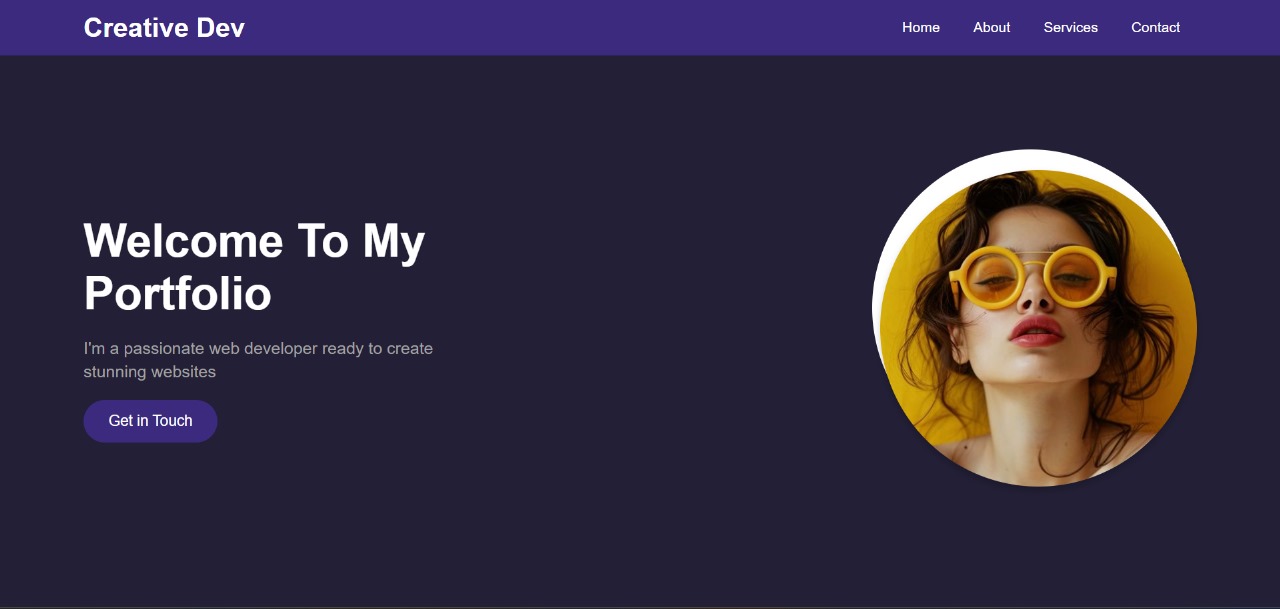 Creative Dev
Home About Services Contact
Welcome To My
Portfolio
I'm a passionate web developer ready to create
stunning websites
Get in Touch